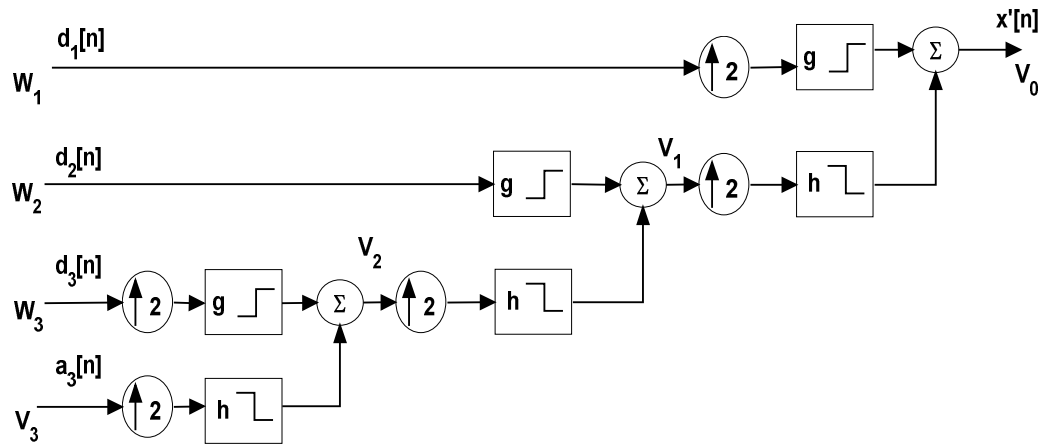 d1[n]
W1
2
g
Σ
x'[n]
V0
d2[n]
W2
g
Σ
V1
2
h
d3[n]
W3
2
g
Σ
V2
2
h
a3[n]
V3
2
h